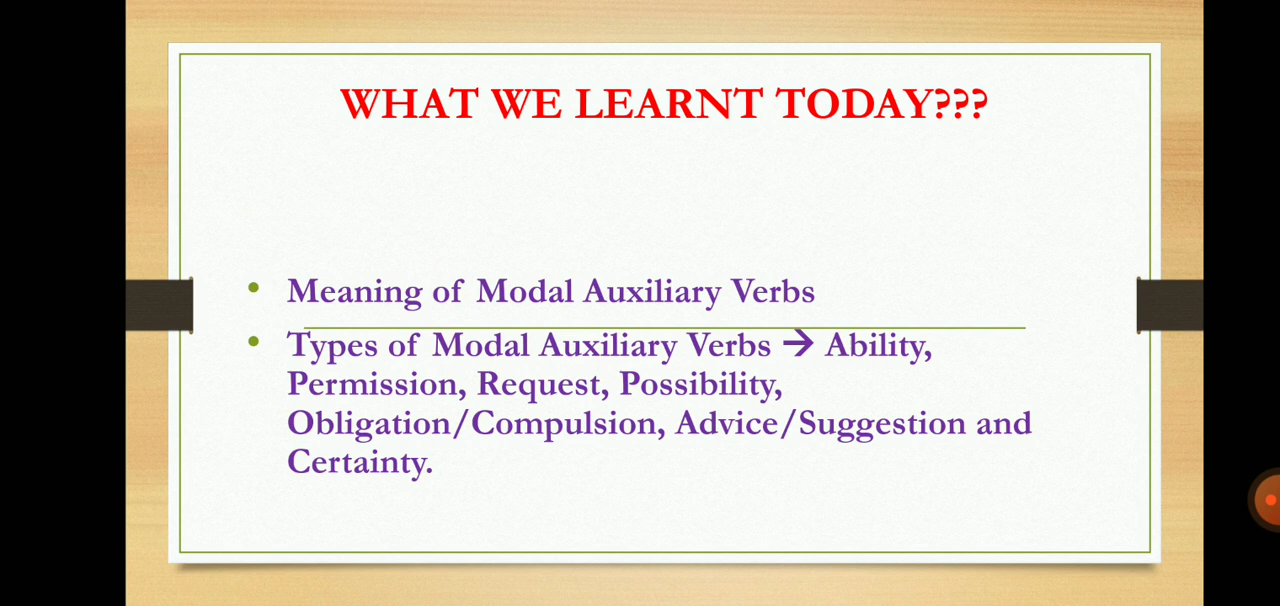 WHAT WE LEARNT TODAY???
• Meaning of Modal Auxiliary Verbs
• Types of Modal Auxiliary Verbs → Ability,
Permission, Request, Possibility,
Obligation/Compulsion, Advice/Suggestion and
Certainty.